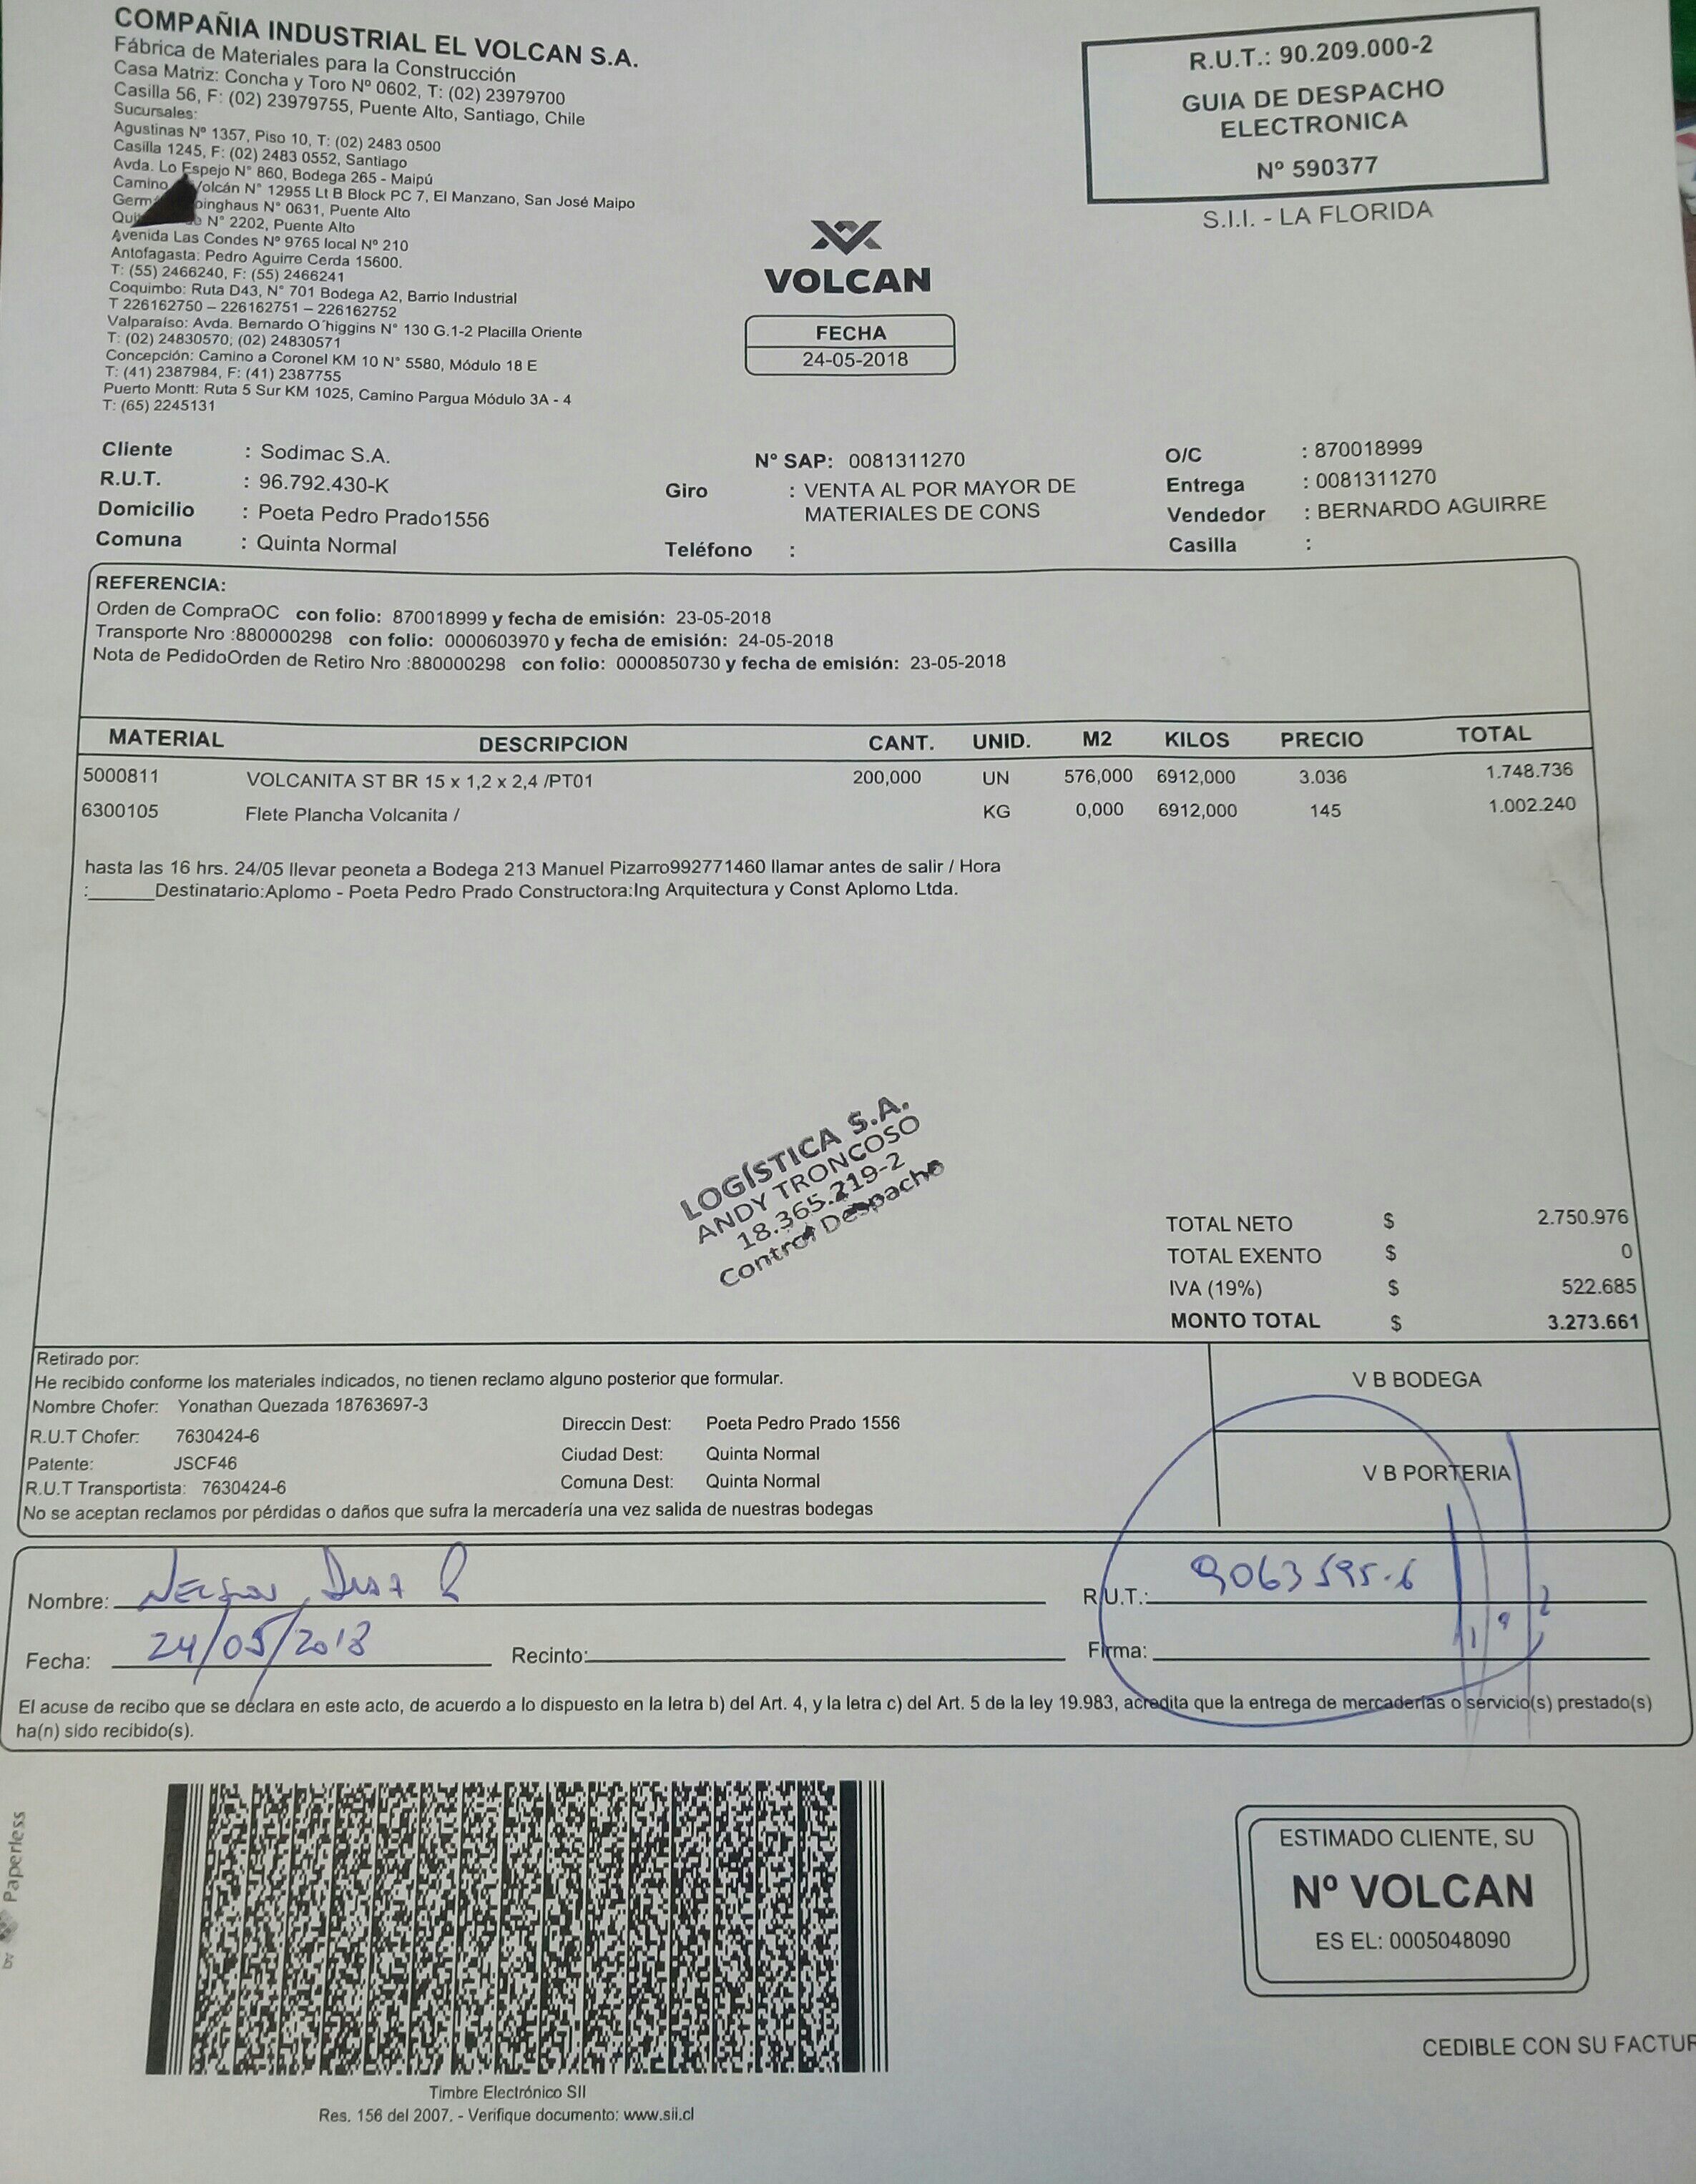 COMPAÑIA INDUSTRIAL EL VOLCAN S.A.
Fábrica de Materiales para la Construcción
Casa Matriz: Concha y Toro Nº 0602, T: (02) 23979700
Casilla 56, F: (02) 23979755, Puente Alto, Santiago, Chile
Sucursales:
Agustinas Nº 1357, Piso 10, T: (02) 2483 0500
Casilla 1245, F: (02) 2483 0552, Santiago
Avda. Lo Espejo N° 860, Bodega 265 - Maipú
Camino Volcán N° 12955 Lt B Block PC 7, El Manzano, San José Maipo
N° 0631, Puente Alto
N° 2202, Puente Alto
Avenida Las Condes Nº 9765 local Nº 210
Antofagasta: Pedro Aguirre Cerda 15600.
T: (55) 2466240, F: (55) 2466241
Coquimbo: Ruta D43, N° 701 Bodega A2, Barrio Industrial
T 226162750 – 226162751 – 226162752
Valparaíso: Avda. Bernardo O´higgins N° 130 G.1-2 Placilla Oriente
T: (02) 24830570; (02) 24830571
Concepción: Camino a Coronel KM 10 N° 5580, Módulo 18 E
T: (41) 2387984, F: (41) 2387755
Puerto Montt: Ruta 5 Sur KM 1025, Camino Pargua Módulo 3A - 4
T: (65) 2245131
R.U.T.: 90.209.000-2
GUIA DE DESPACHO
ELECTRONICA
Nº 590377
S.I.I. - LA FLORIDA
VOLCAN
FECHA
24-05-2018
Cliente : Sodimac S.A.
R.U.T. : 96.792.430-K
Domicilio : Poeta Pedro Prado1556
Comuna : Quinta Normal
N° SAP: 0081311270
Giro : VENTA AL POR MAYOR DE
MATERIALES DE CONS
Teléfono :
O/C : 870018999
Entrega : 0081311270
Vendedor : BERNARDO AGUIRRE
Casilla :
REFERENCIA:
Orden de CompraOC con folio: 870018999 y fecha de emisión: 23-05-2018
Transporte Nro :880000298 con folio: 0000603970 y fecha de emisión: 24-05-2018
Nota de PedidoOrden de Retiro Nro :880000298 con folio: 0000850730 y fecha de emisión: 23-05-2018
MATERIAL DESCRIPCION CANT. UNID. M2 KILOS PRECIO TOTAL
5000811 VOLCANITA ST BR 15 x 1,2 x 2,4 /PT01 200,000 UN 576,000 6912,000 3.036 1.748.736
6300105 Flete Plancha Volcanita / KG 0,000 6912,000 145 1.002.240
hasta las 16 hrs. 24/05 llevar peoneta a Bodega 213 Manuel Pizarro992771460 llamar antes de salir / Hora
:______Destinatario:Aplomo - Poeta Pedro Prado Constructora:Ing Arquitectura y Const Aplomo Ltda.
LOGÍSTICA S.A.
ANDY TRONCOSO
18.365.219-2
Control Despacho
TOTAL NETO $ 2.750.976
TOTAL EXENTO $ 0
IVA (19%) $ 522.685
MONTO TOTAL $ 3.273.661
Retirado por:
He recibido conforme los materiales indicados, no tienen reclamo alguno posterior que formular.
Nombre Chofer: Yonathan Quezada 18763697-3
R.U.T Chofer: 7630424-6
Patente: JSCF46
R.U.T Transportista: 7630424-6
Direccin Dest: Poeta Pedro Prado 1556
Ciudad Dest: Quinta Normal
Comuna Dest: Quinta Normal
No se aceptan reclamos por pérdidas o daños que sufra la mercadería una vez salida de nuestras bodegas
V B BODEGA
V B PORTERIA
Nombre:
R.U.T.: 9063595-6
Fecha: 24/05/2018 Recinto: Firma:
El acuse de recibo que se declara en este acto, de acuerdo a lo dispuesto en la letra b) del Art. 4, y la letra c) del Art. 5 de la ley 19.983, acredita que la entrega de mercaderías o servicio(s) prestado(s)
ha(n) sido recibido(s).
by Paperless
Timbre Electrónico SII
Res. 156 del 2007. - Verifique documento: www.sii.cl
ESTIMADO CLIENTE, SU
Nº VOLCAN
ES EL: 0005048090
CEDIBLE CON SU FACTUR